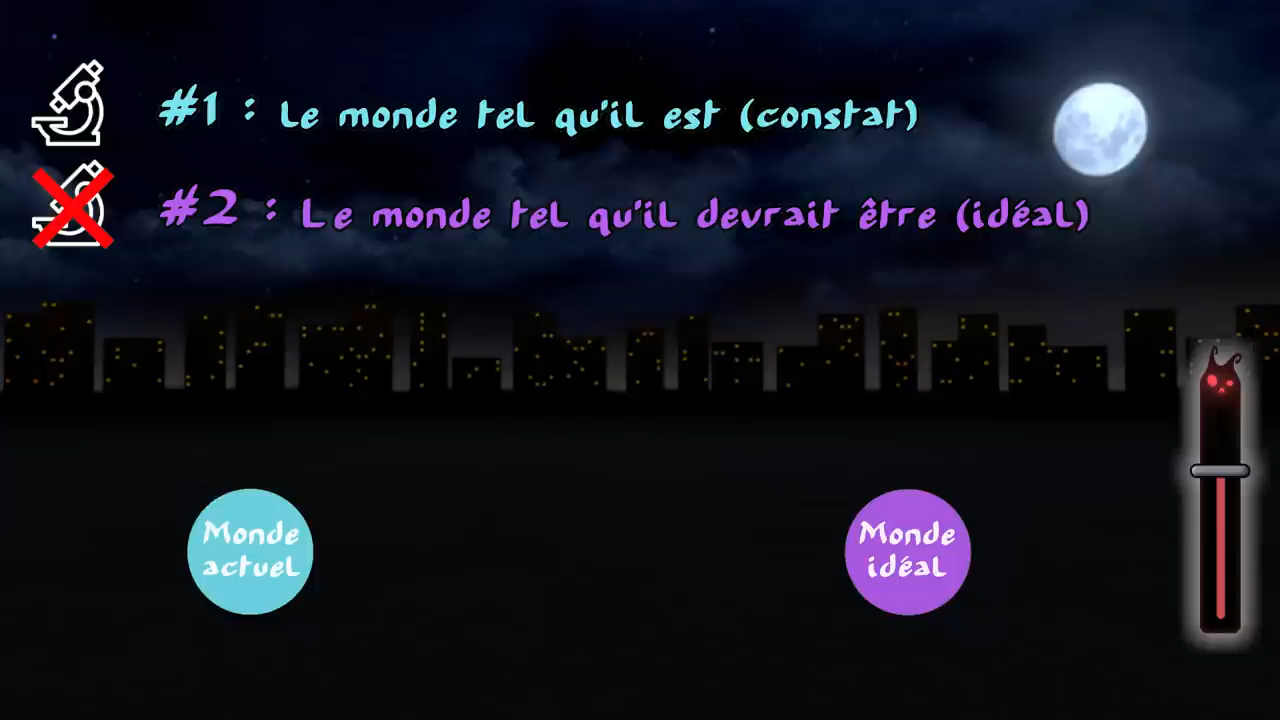 #1 : Le monde tel qu'il est (constat)
#2 : Le monde tel qu'il devrait être (idéal)
Monde
actuel
Monde
idéal